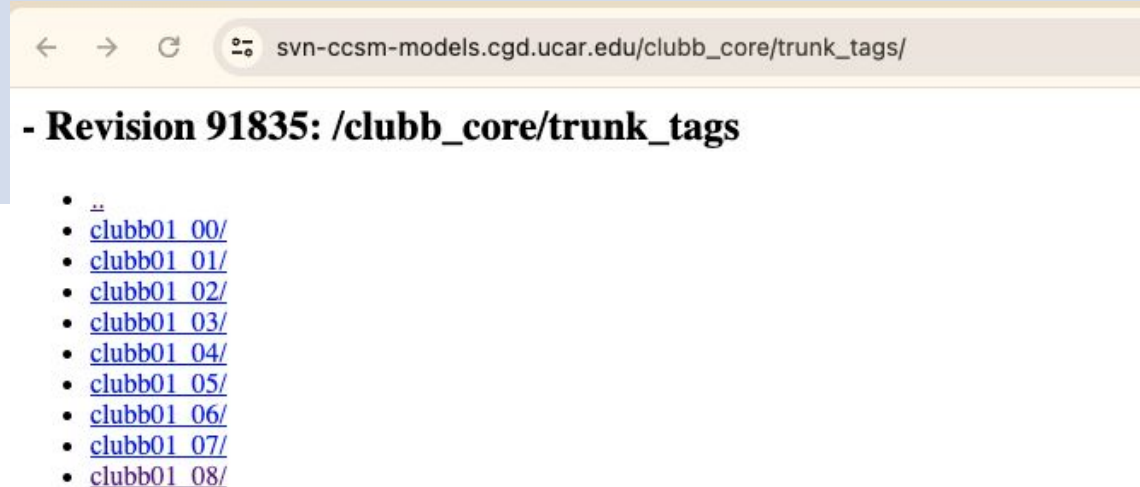 svn-ccsm-models.cgd.ucar.edu/clubb_core/trunk_tags/
- Revision 91835: /clubb_core/trunk_tags
..
clubb01_00/
clubb01_01/
clubb01_02/
clubb01_03/
clubb01_04/
clubb01_05/
clubb01_06/
clubb01_07/
clubb01_08/